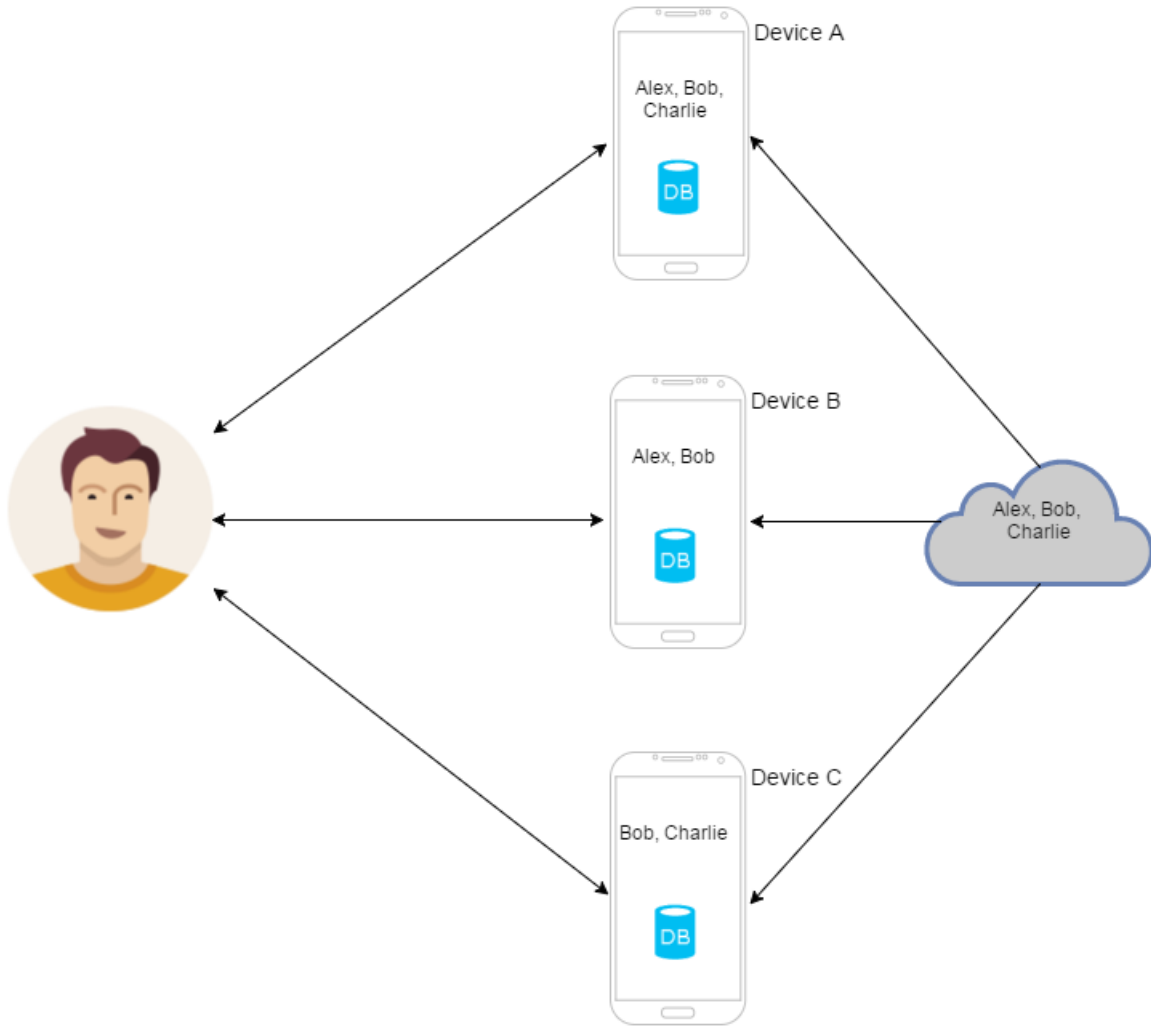 Device A
Alex, Bob,
Charlie
DB
Device B
Alex, Bob
DB
Alex, Bob,
Charlie
Device C
Bob, Charlie
DB